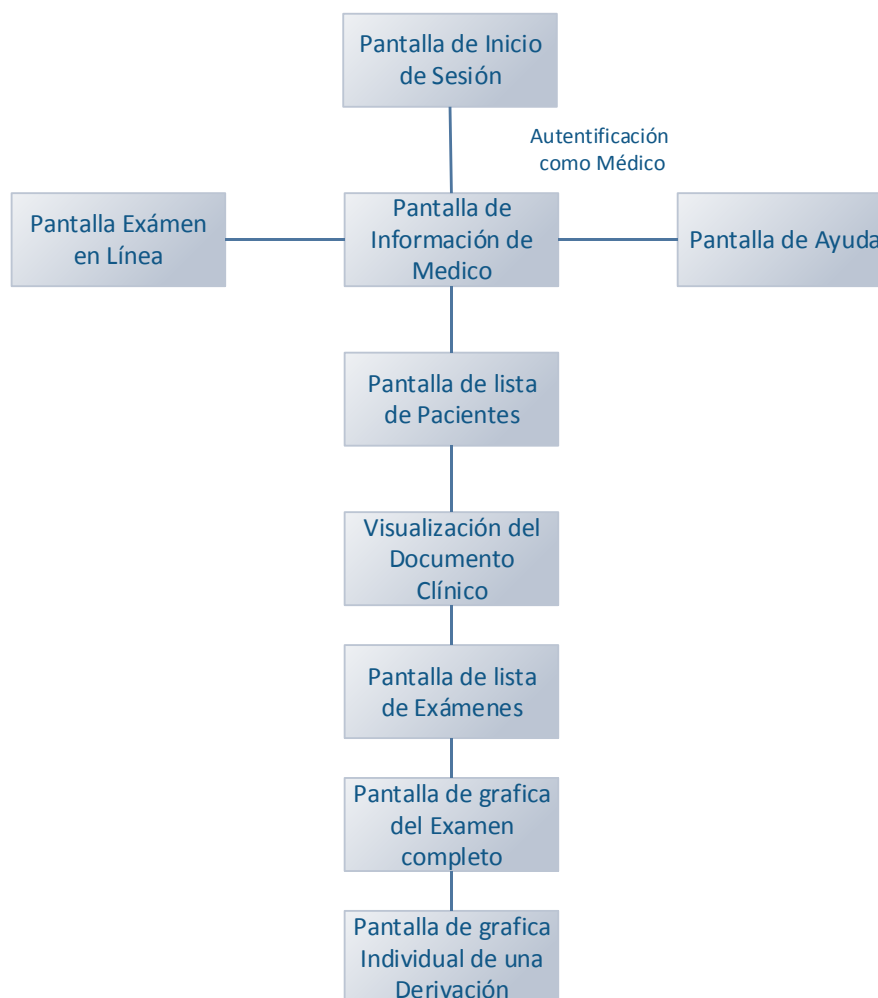 Pantalla de Inicio
de Sesión
Autentificación
como Médico
Pantalla Exámen
en Línea
Pantalla de
Información de
Medico
Pantalla de Ayuda
Pantalla de lista
de Pacientes
Visualización del
Documento
Clínico
Pantalla de lista
de Exámenes
Pantalla de grafica
del Examen
completo
Pantalla de grafica
Individual de una
Derivación